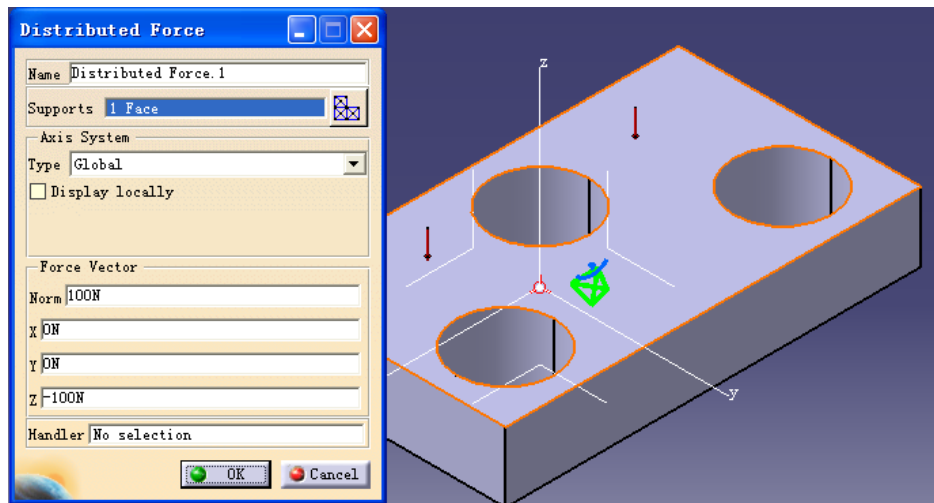 Distributed Force
Name Distributed Force.1
Supports 1 Face
Axis System
Type Global
Display locally
Force Vector
Norm 100N
X 0N
Y 0N
Z -100N
Handler No selection
OK Cancel
z
y